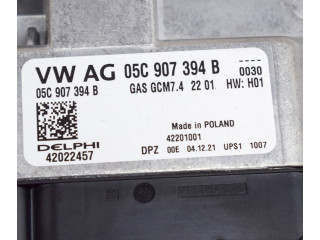 VW AG 05C 907 394 B
05C 907 394 B GAS GCM7.4 22 01 0030 HW: H01
Made in POLAND
DELPHI 42201001
42022457 DPZ 00E 04.12.21 UPS1 1007